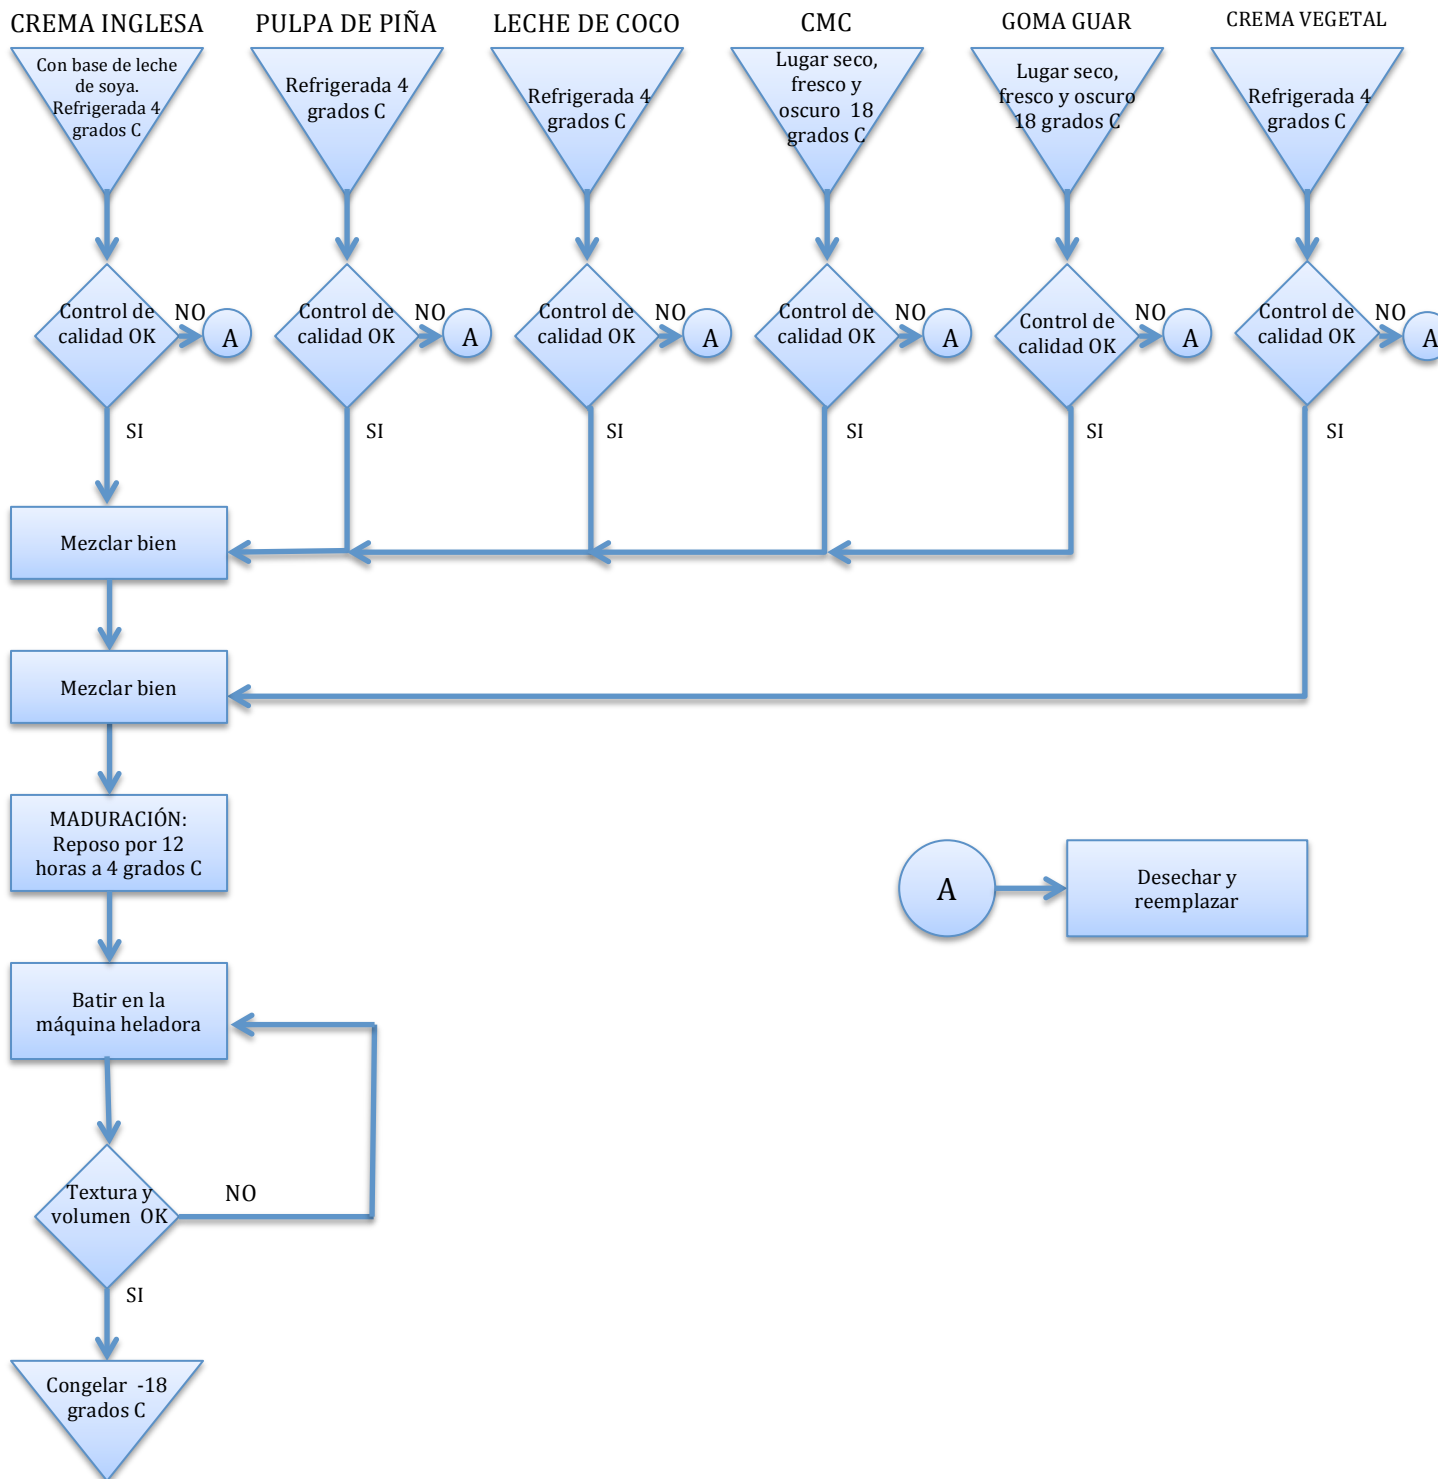 CREMA INGLESA
PULPA DE PIÑA
LECHE DE COCO
CMC
GOMA GUAR
CREMA VEGETAL
Con base de leche
de soya.
Refrigerada 4
grados C
Refrigerada 4
grados C
Refrigerada 4
grados C
Lugar seco,
fresco y
oscuro 18
grados C
Lugar seco,
fresco y oscuro
18 grados C
Refrigerada 4
grados C
Control de
calidad OK
NO
A
Control de
calidad OK
NO
A
Control de
calidad OK
NO
A
Control de
calidad OK
NO
A
Control de
calidad OK
NO
A
Control de
calidad OK
NO
A
SI
SI
SI
SI
SI
SI
Mezclar bien
Mezclar bien
MADURACIÓN:
Reposo por 12
horas a 4 grados C
A
Desechar y
reemplazar
Batir en la
máquina heladora
Textura y
volumen OK
NO
SI
Congelar -18
grados C